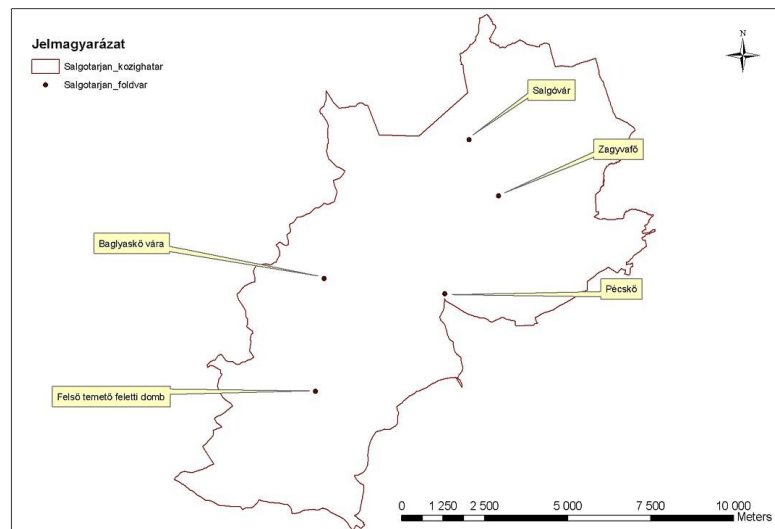 Jelmagyarázat
Salgotarjan_kozighatar
Salgotarjan_foldvar
N
Salgóvár
Zagyvafő
Baglyaskő vára
Pécskő
Felső temető feletti domb
0 1 250 2 500 5 000 7 500 10 000
Meters